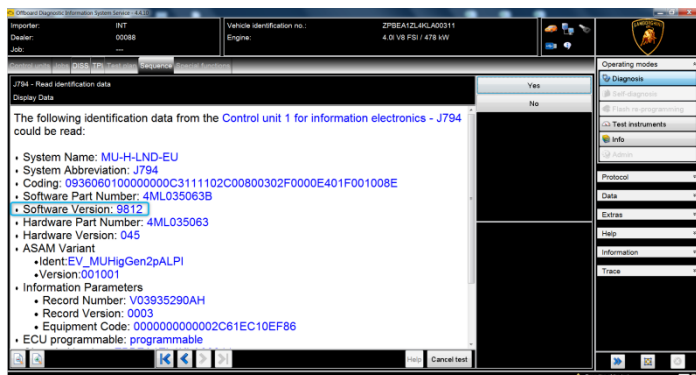 Offboard Diagnostic Information System Service - 4.4.10
Importer: INT
Dealer: 00088
Job: ---
Vehicle identification no.: ZPBEA1ZL4KLA00311
Engine: 4.0l V8 FSI / 478 kW
Control units Jobs DISS TPI Test plan Sequence Special functions
J794 - Read identification data
Display Data
The following identification data from the Control unit 1 for information electronics - J794
could be read:
System Name: MU-H-LND-EU
System Abbreviation: J794
Coding: 0936060100000000C3111102C00800302F0000E401F001008E
Software Part Number: 4ML035063B
Software Version: 9812
Hardware Part Number: 4ML035063
Hardware Version: 045
ASAM Variant
Ident:EV_MUHigGen2pALPI
Version:001001
Information Parameters
Record Number: V03935290AH
Record Version: 0003
Equipment Code: 0000000000002C61EC10EF86
ECU programmable: programmable
Help
Cancel test
Yes
No
Operating modes
Diagnosis
Self-diagnosis
Flash re-programming
Test instruments
Info
Admin
Protocol
Data
Extras
Help
Information
Trace